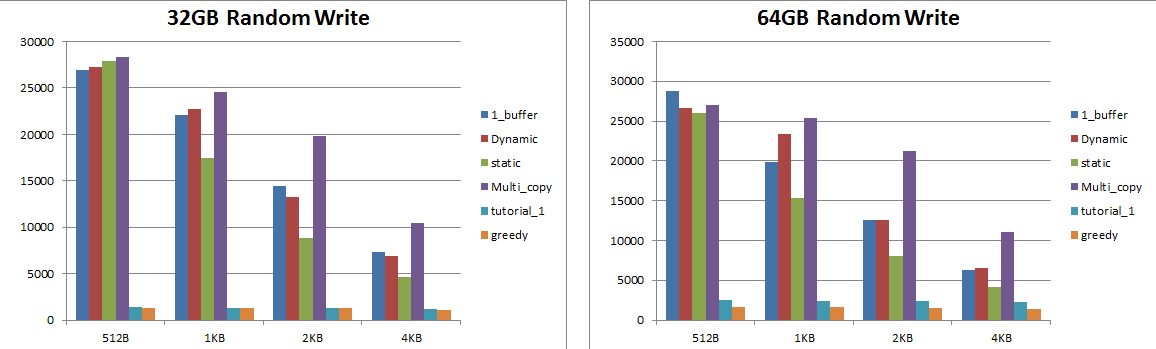 32GB Random Write
30000
25000
20000
15000
10000
5000
0
512B 1KB 2KB 4KB
1_buffer
Dynamic
static
Multi_copy
tutorial_1
greedy
64GB Random Write
35000
30000
25000
20000
15000
10000
5000
0
512B 1KB 2KB 4KB
1_buffer
Dynamic
static
Multi_copy
tutorial_1
greedy